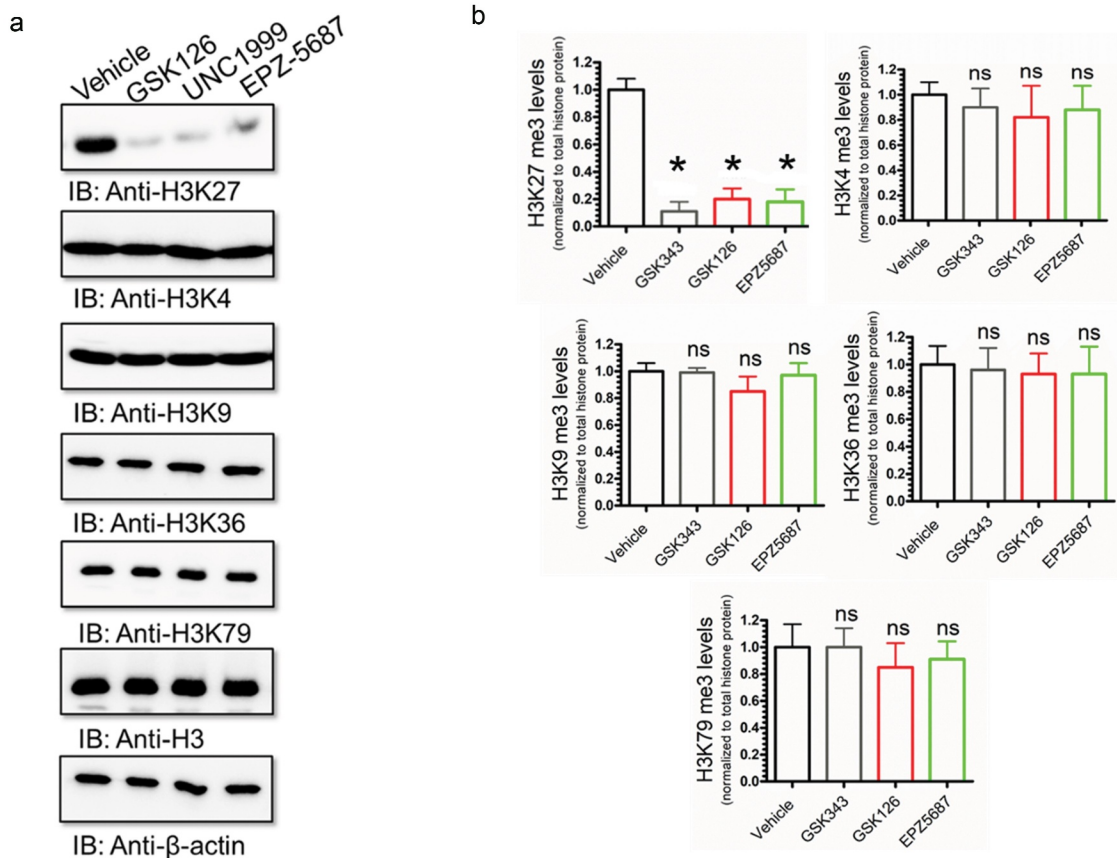 a
Vehicle
GSK126
UNC1999
EPZ-5687
IB: Anti-H3K27
IB: Anti-H3K4
IB: Anti-H3K9
IB: Anti-H3K36
IB: Anti-H3K79
IB: Anti-H3
IB: Anti-β-actin
b
H3K27 me3 levels
(normalized to total histone protein)
1.2
1.0
0.8
0.6
0.4
0.2
0.0
* * *
Vehicle
GSK343
GSK126
EPZ5687
H3K4 me3 levels
(normalized to total histone protein)
1.2
1.0
0.8
0.6
0.4
0.2
0.0
ns ns ns
Vehicle
GSK343
GSK126
EPZ5687
H3K9 me3 levels
(normalized to total histone protein)
1.2
1.0
0.8
0.6
0.4
0.2
0.0
ns ns ns
Vehicle
GSK343
GSK126
EPZ5687
H3K36 me3 levels
(normalized to total histone protein)
1.2
1.0
0.8
0.6
0.4
0.2
0.0
ns ns ns
Vehicle
GSK343
GSK126
EPZ5687
H3K79 me3 levels
(normalized to total histone protein)
1.2
1.0
0.8
0.6
0.4
0.2
0.0
ns ns ns
Vehicle
GSK343
GSK126
EPZ5687